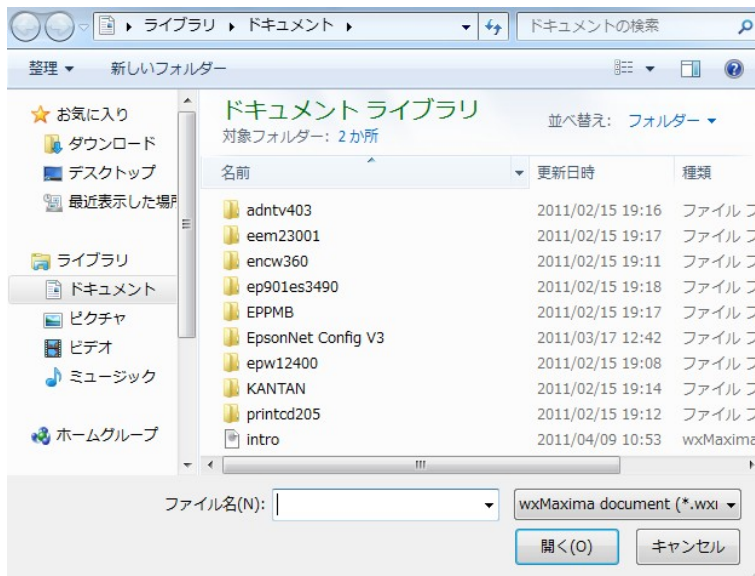 ライブラリ ドキュメント ドキュメントの検索
整理 新しいフォルダー
お気に入り
ダウンロード
デスクトップ
最近表示した場所
ライブラリ
ドキュメント
ピクチャ
ビデオ
ミュージック
ホームグループ
ドキュメント ライブラリ
対象フォルダー: 2 か所
並べ替え: フォルダー
名前 更新日時 種類
adntv403 2011/02/15 19:16 ファイル フ
eem23001 2011/02/15 19:17 ファイル フ
encw360 2011/02/15 19:11 ファイル フ
ep901es3490 2011/02/15 19:18 ファイル フ
EPPMB 2011/02/15 19:17 ファイル フ
EpsonNet Config V3 2011/03/17 12:42 ファイル フ
epw12400 2011/02/15 19:08 ファイル フ
KANTAN 2011/02/15 19:14 ファイル フ
printcd205 2011/02/15 19:12 ファイル フ
intro 2011/04/09 10:53 wxMaxima
ファイル名(N): wxMaxima document (*.wx
開く(O) キャンセル